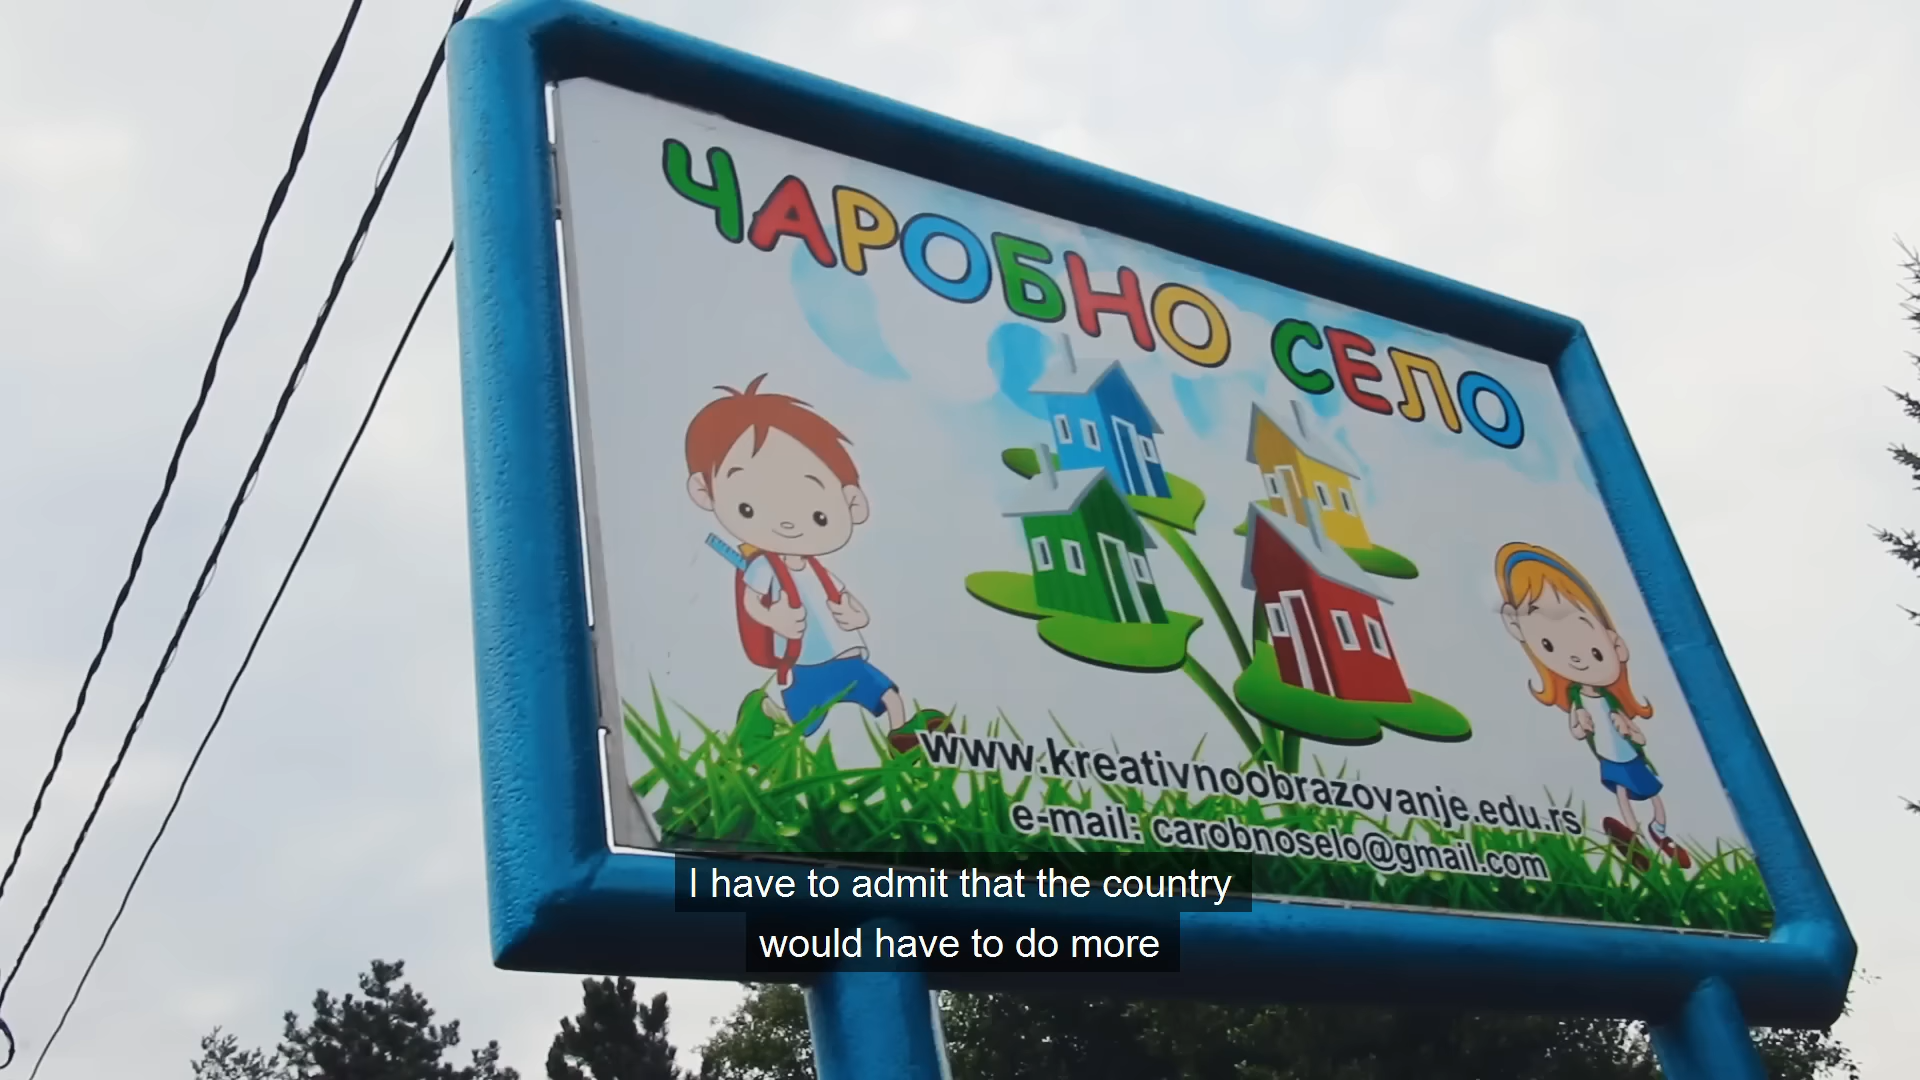 ЧАРОБНО СЕЛО
www.kreativnoobrazovanje.edu.rs
e-mail: carobnoselo@gmail.com
I have to admit that the country
would have to do more